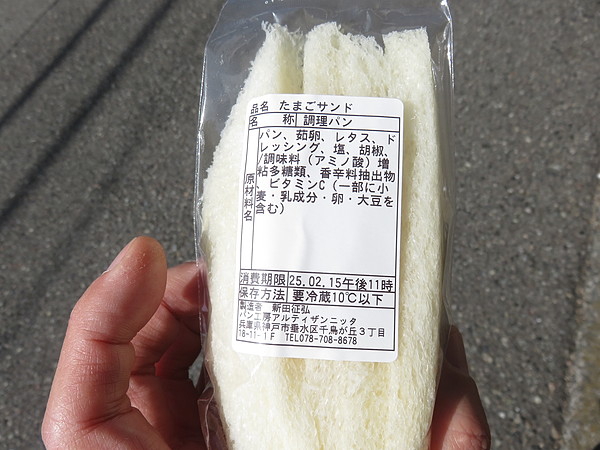 品名 たまごサンド
名 称 調理パン
原材料名
パン、茹卵、レタス、ド
レッシング、塩、胡椒、
/調味料（アミノ酸）増
粘多糖類、香辛料抽出物
、ビタミンC（一部に小
麦・乳成分・卵・大豆を
含む）
消費期限 25.02.15午後11時
保存方法 要冷蔵10℃以下
製造者 新田征弘
パン工房アルティザンニッタ
兵庫県神戸市垂水区千鳥が丘3丁目
18-11-1F TEL078-708-8678